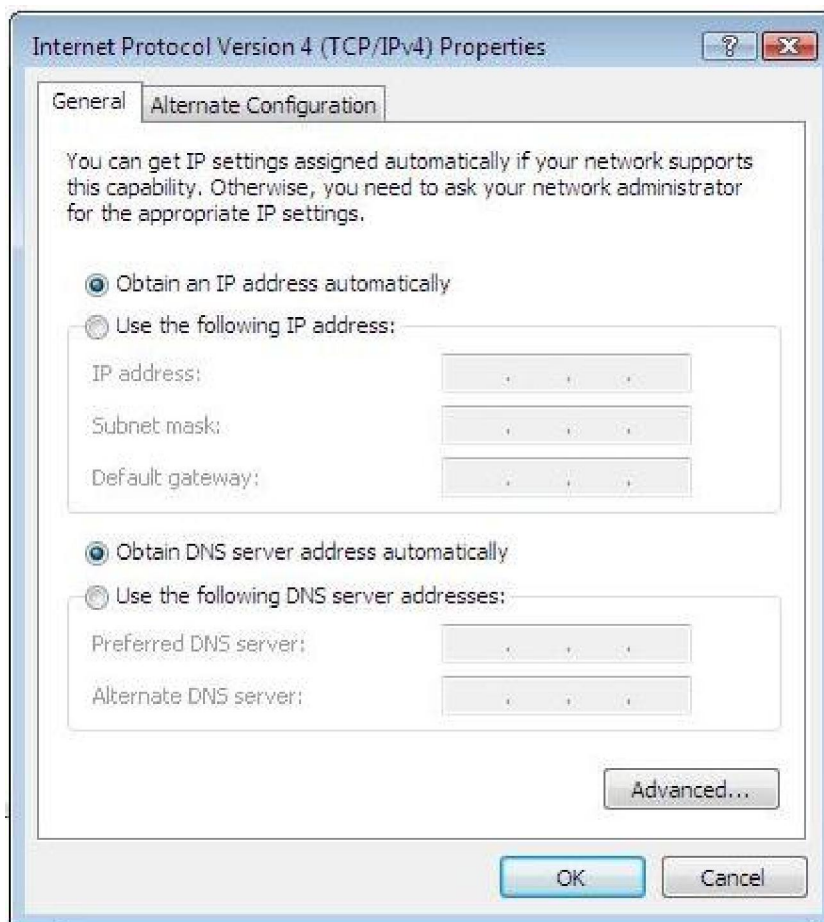 Internet Protocol Version 4 (TCP/IPv4) Properties
General
Alternate Configuration
You can get IP settings assigned automatically if your network supports
this capability. Otherwise, you need to ask your network administrator
for the appropriate IP settings.
Obtain an IP address automatically
Use the following IP address:
IP address:
Subnet mask:
Default gateway:
Obtain DNS server address automatically
Use the following DNS server addresses:
Preferred DNS server:
Alternate DNS server:
Advanced...
OK
Cancel